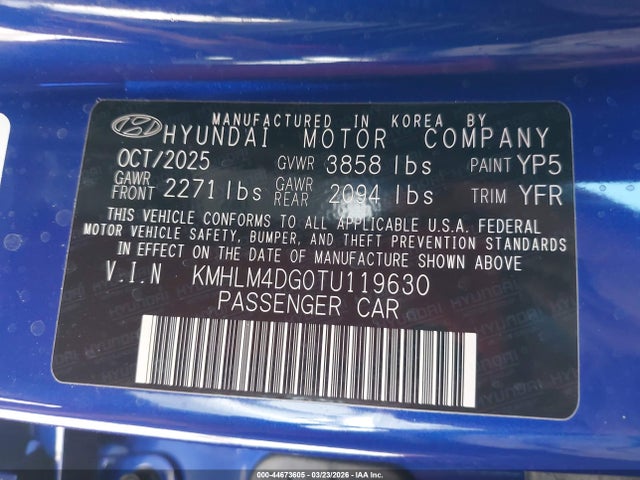 MANUFACTURED IN KOREA BY
HYUNDAI MOTOR COMPANY
OCT/2025 GVWR 3858 lbs PAINT YP5
GAWR FRONT 2271 lbs GAWR REAR 2094 lbs TRIM YFR
THIS VEHICLE CONFORMS TO ALL APPLICABLE U.S.A. FEDERAL
MOTOR VEHICLE SAFETY, BUMPER, AND THEFT PREVENTION STANDARDS
IN EFFECT ON THE DATE OF MANUFACTURE SHOWN ABOVE.
V.I.N KMHLM4DG0TU119630
PASSENGER CAR
000-44673605 - 03/23/2026 - IAAI, Inc.